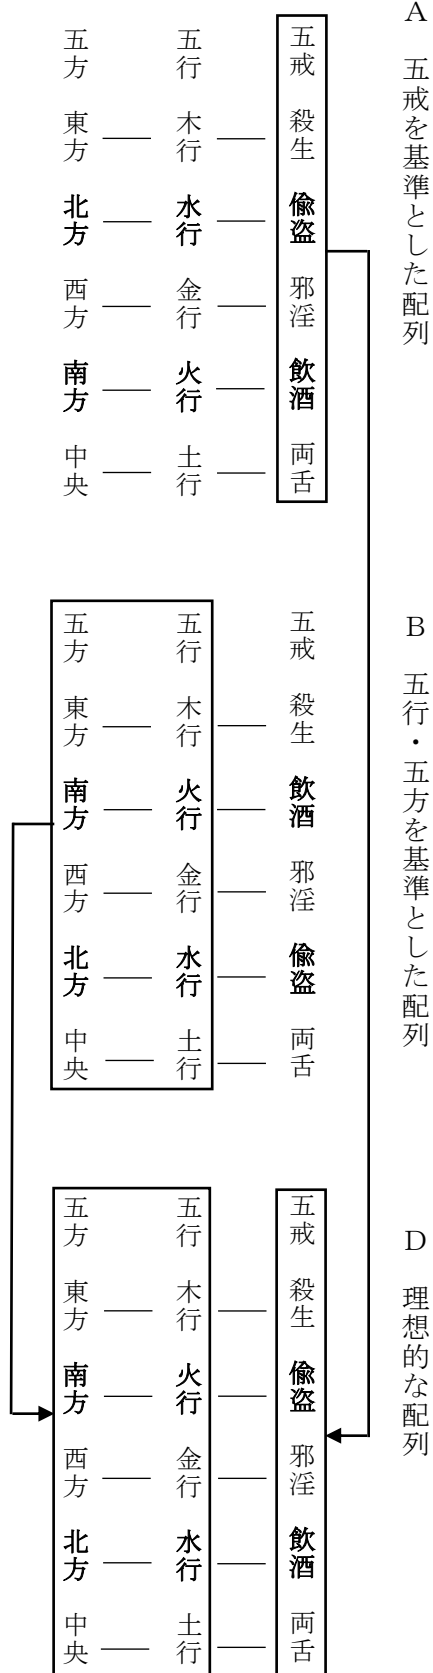 A　五戒を基準とした配列
五戒　殺生　偸盗　邪淫　飲酒　両舌
五行　木行　水行　金行　火行　土行
五方　東方　北方　西方　南方　中央
B　五行・五方を基準とした配列
五戒　殺生　飲酒　邪淫　偸盗　両舌
五行　木行　火行　金行　水行　土行
五方　東方　南方　西方　北方　中央
D　理想的な配列
五戒　殺生　偸盗　邪淫　飲酒　両舌
五行　木行　火行　金行　水行　土行
五方　東方　南方　西方　北方　中央